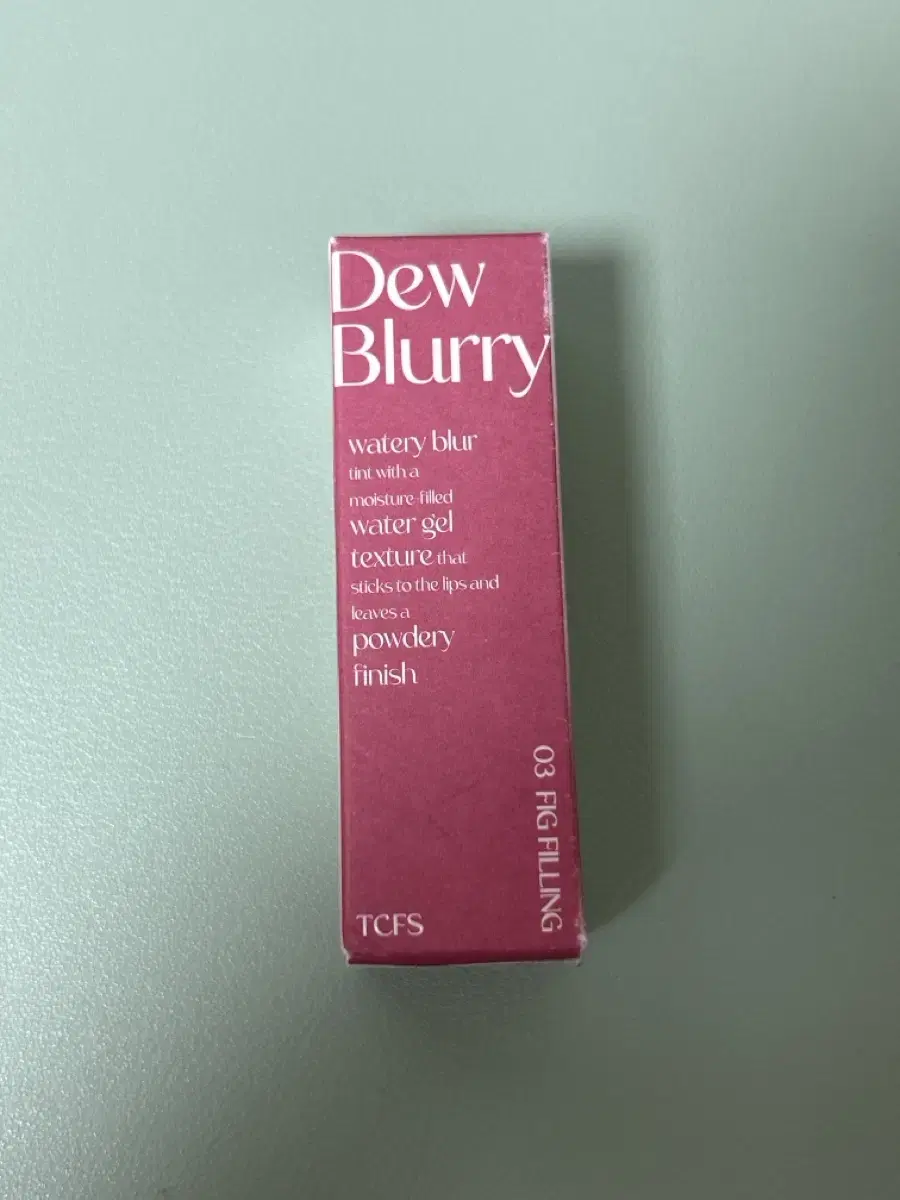 Dew
Blurry
watery blur
tint with a
moisture-filled
water gel
texture that
sticks to the lips and
leaves a
powdery
finish
03 FIG FILLING
TCFS